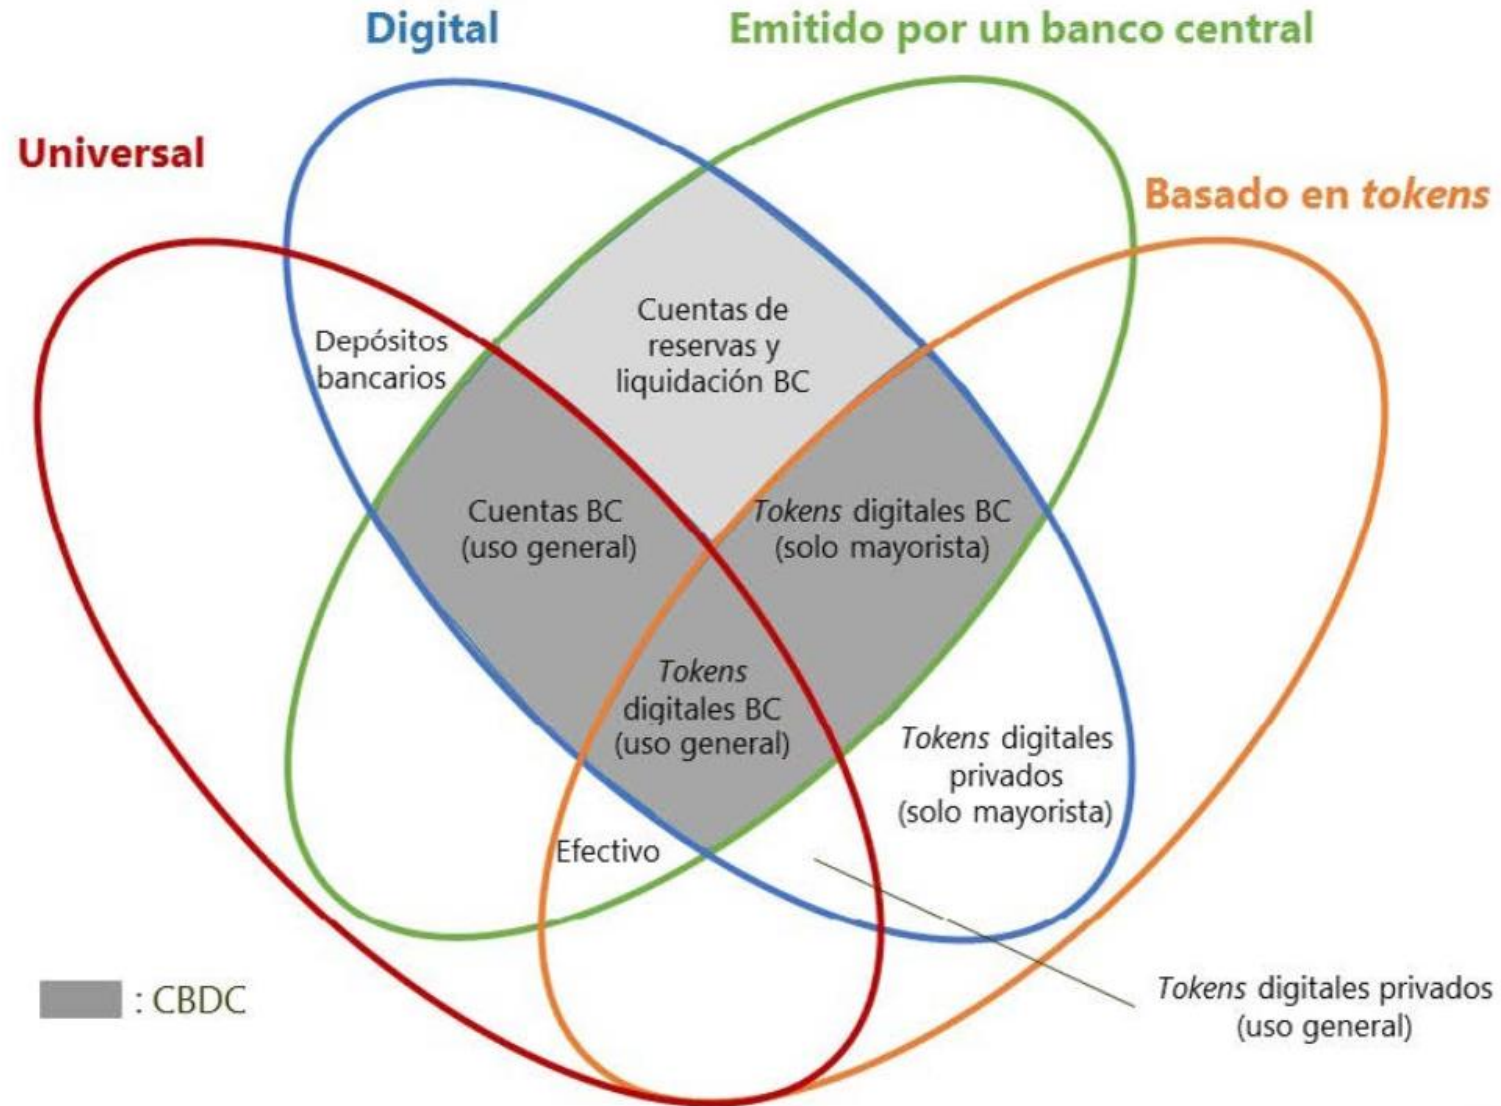 Digital
Emitido por un banco central
Universal
Basado en tokens
Cuentas de
reservas y
liquidación BC
Depósitos
bancarios
Cuentas BC
(uso general)
Tokens digitales BC
(solo mayorista)
Tokens
digitales BC
(uso general)
Tokens digitales
privados
(solo mayorista)
Efectivo
: CBDC
Tokens digitales privados
(uso general)